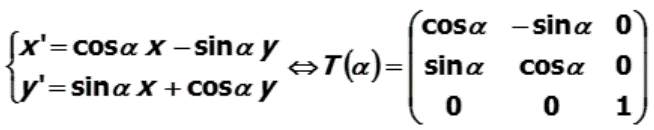 {x'=cosα x −sinα y
y'=sinα x +cosα y
⇔T(α)=
(cosα −sinα 0
sinα cosα 0
0 0 1)